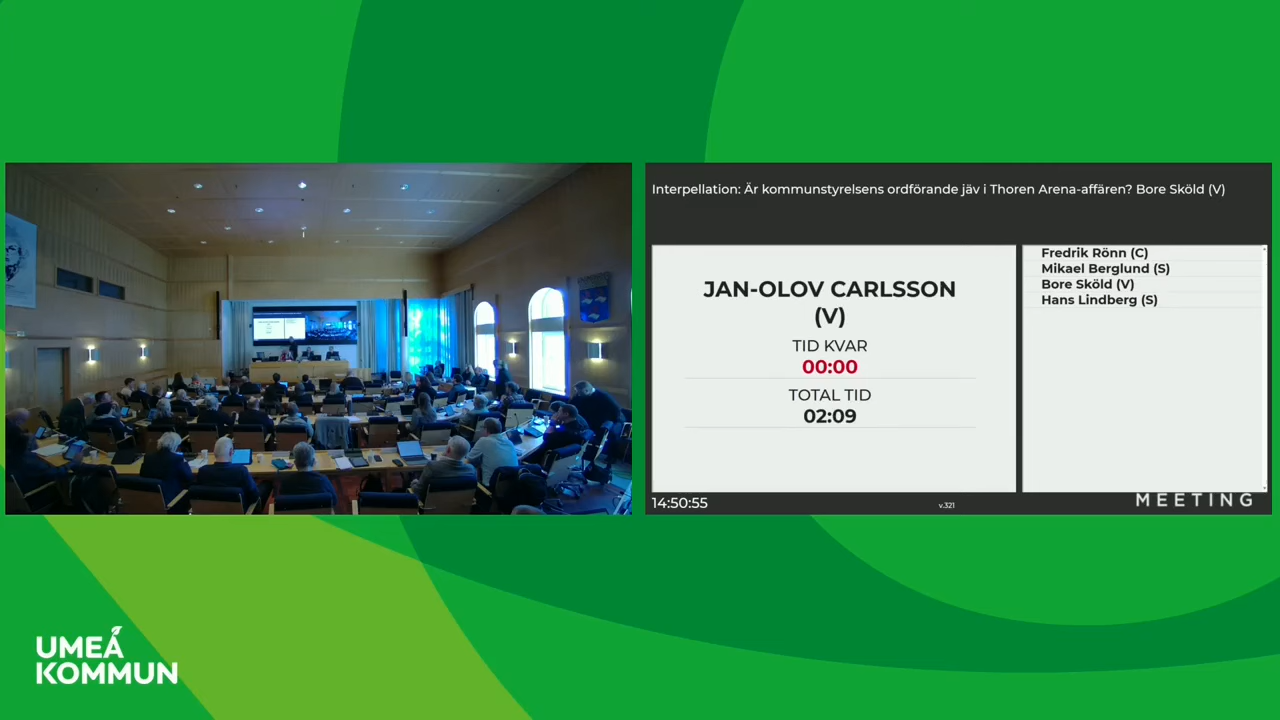 Interpellation: Är kommunstyrelsens ordförande jäv i Thoren Arena-affären? Bore Sköld (V)
JAN-OLOV CARLSSON
(V)
TID KVAR
00:00
TOTAL TID
02:09
Fredrik Rönn (C)
Mikael Berglund (S)
Bore Sköld (V)
Hans Lindberg (S)
14:50:55
v.321
MEETING
UMEÅ
KOMMUN